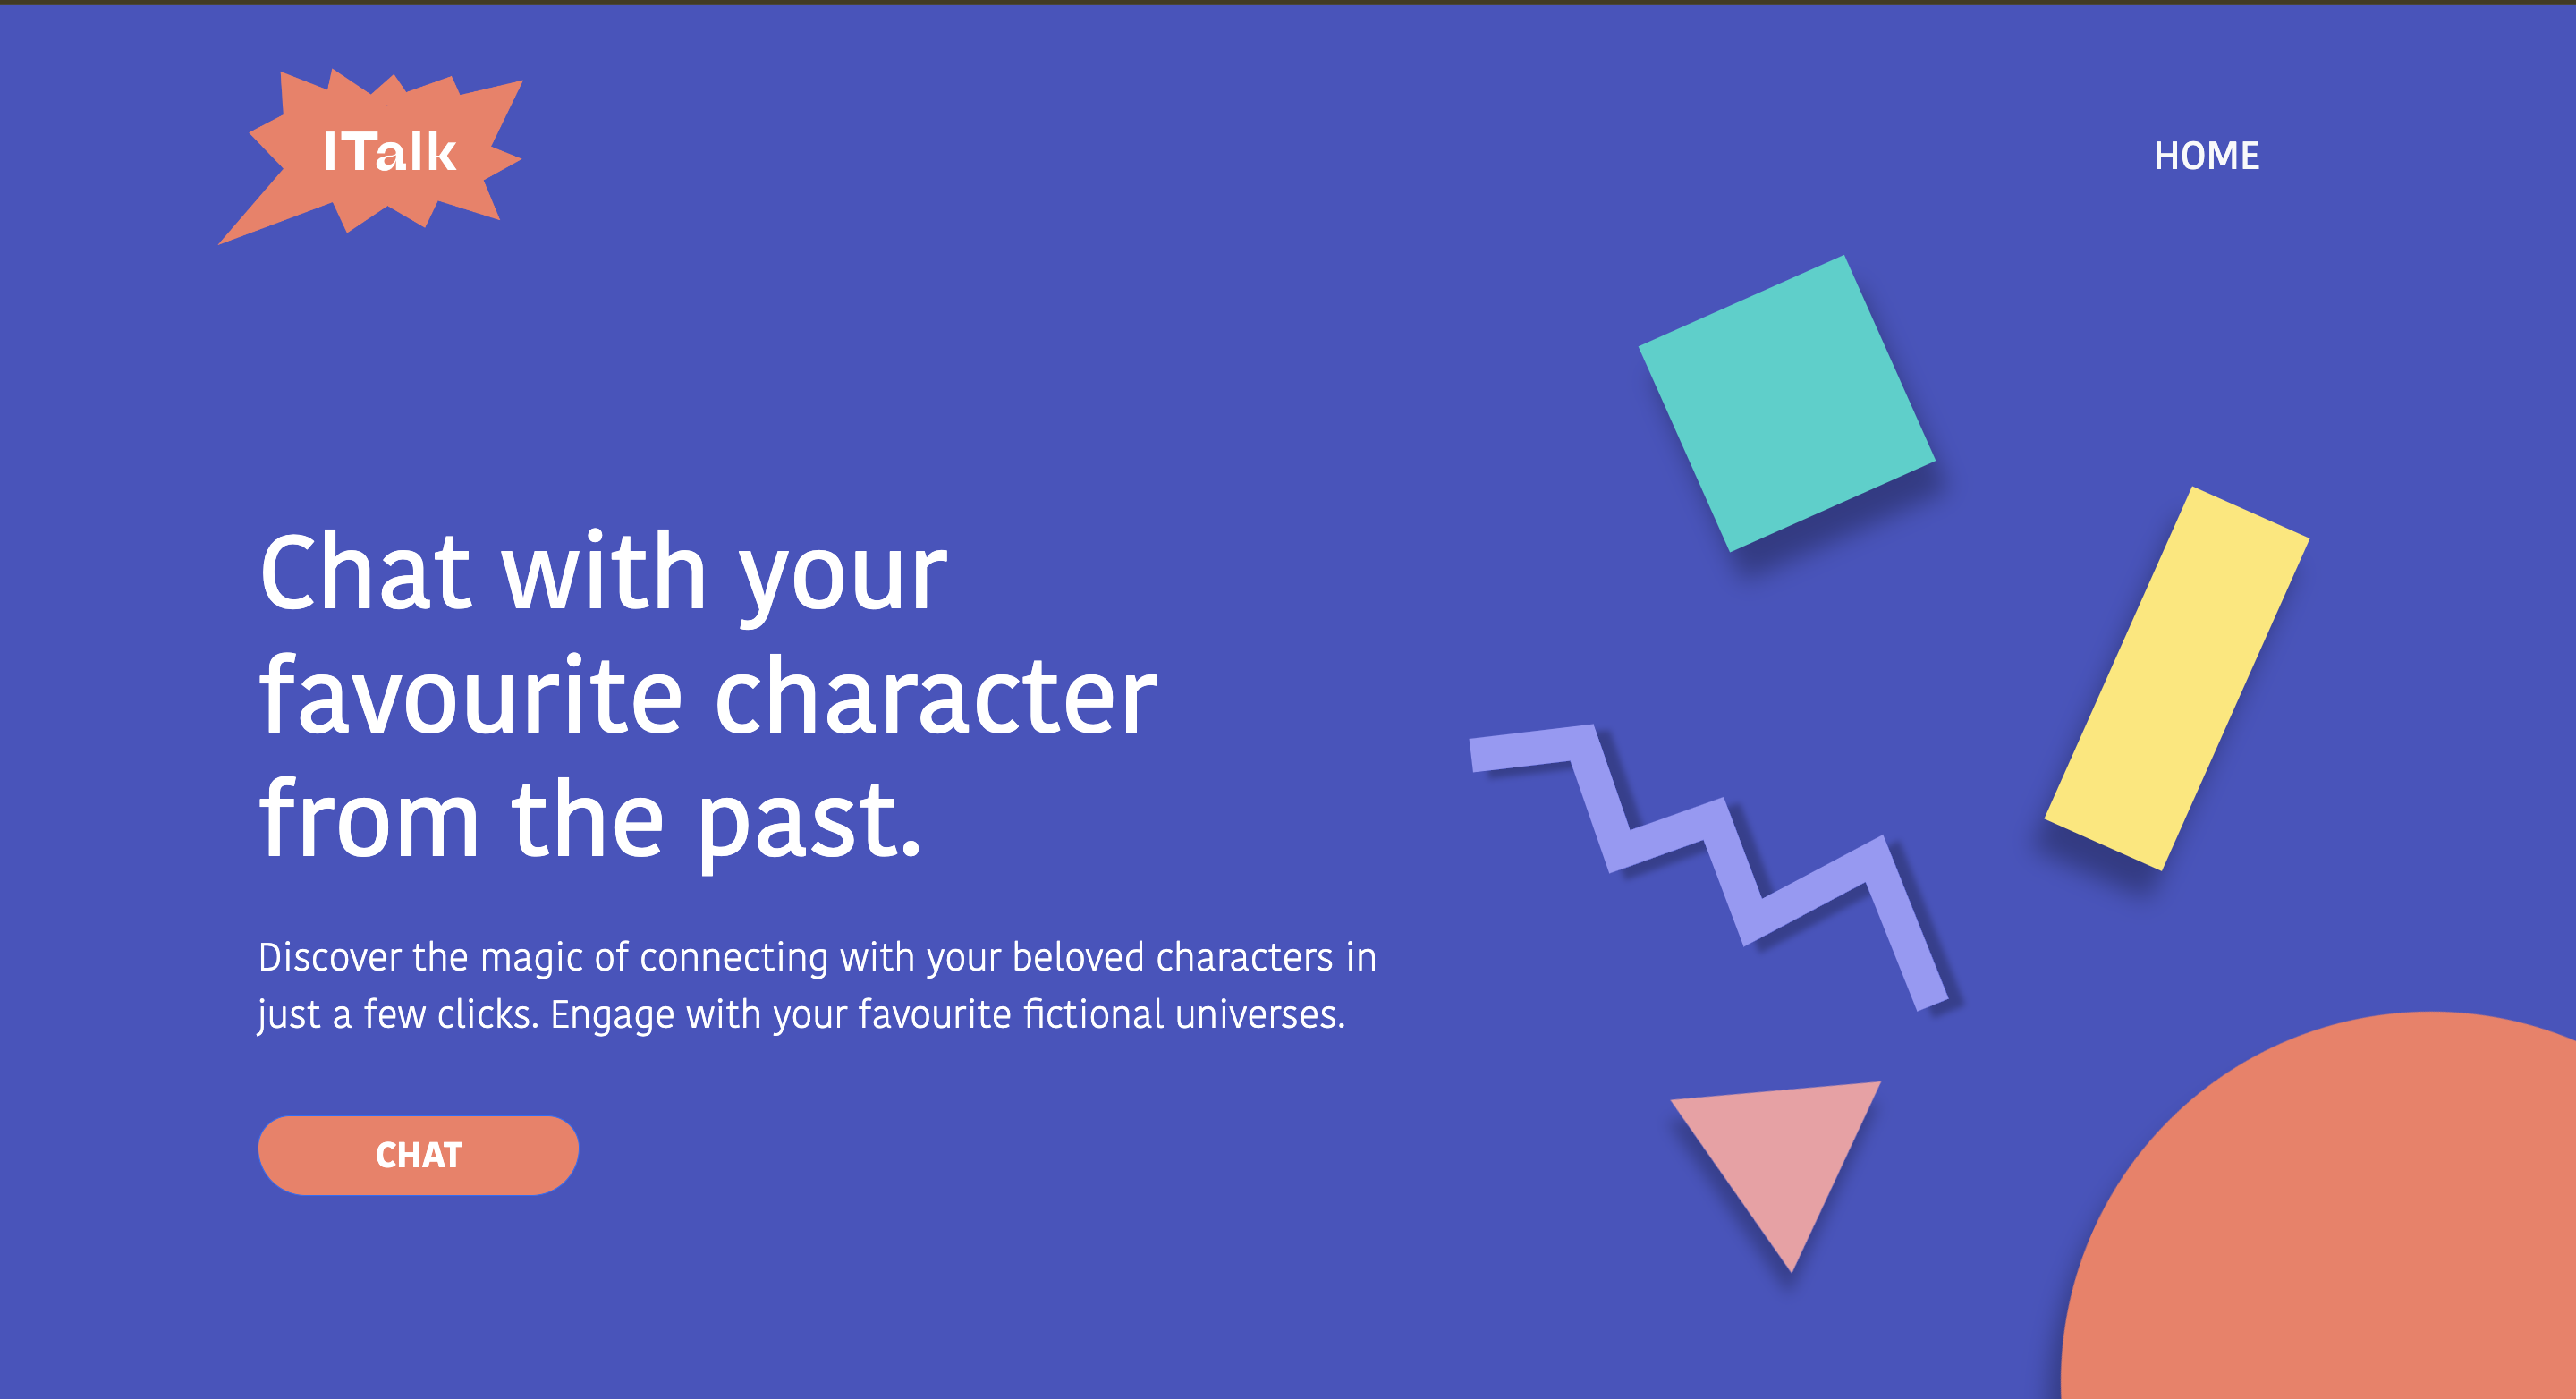 ITalk
HOME
Chat with your
favourite character
from the past.
Discover the magic of connecting with your beloved characters in
just a few clicks. Engage with your favourite fictional universes.
CHAT